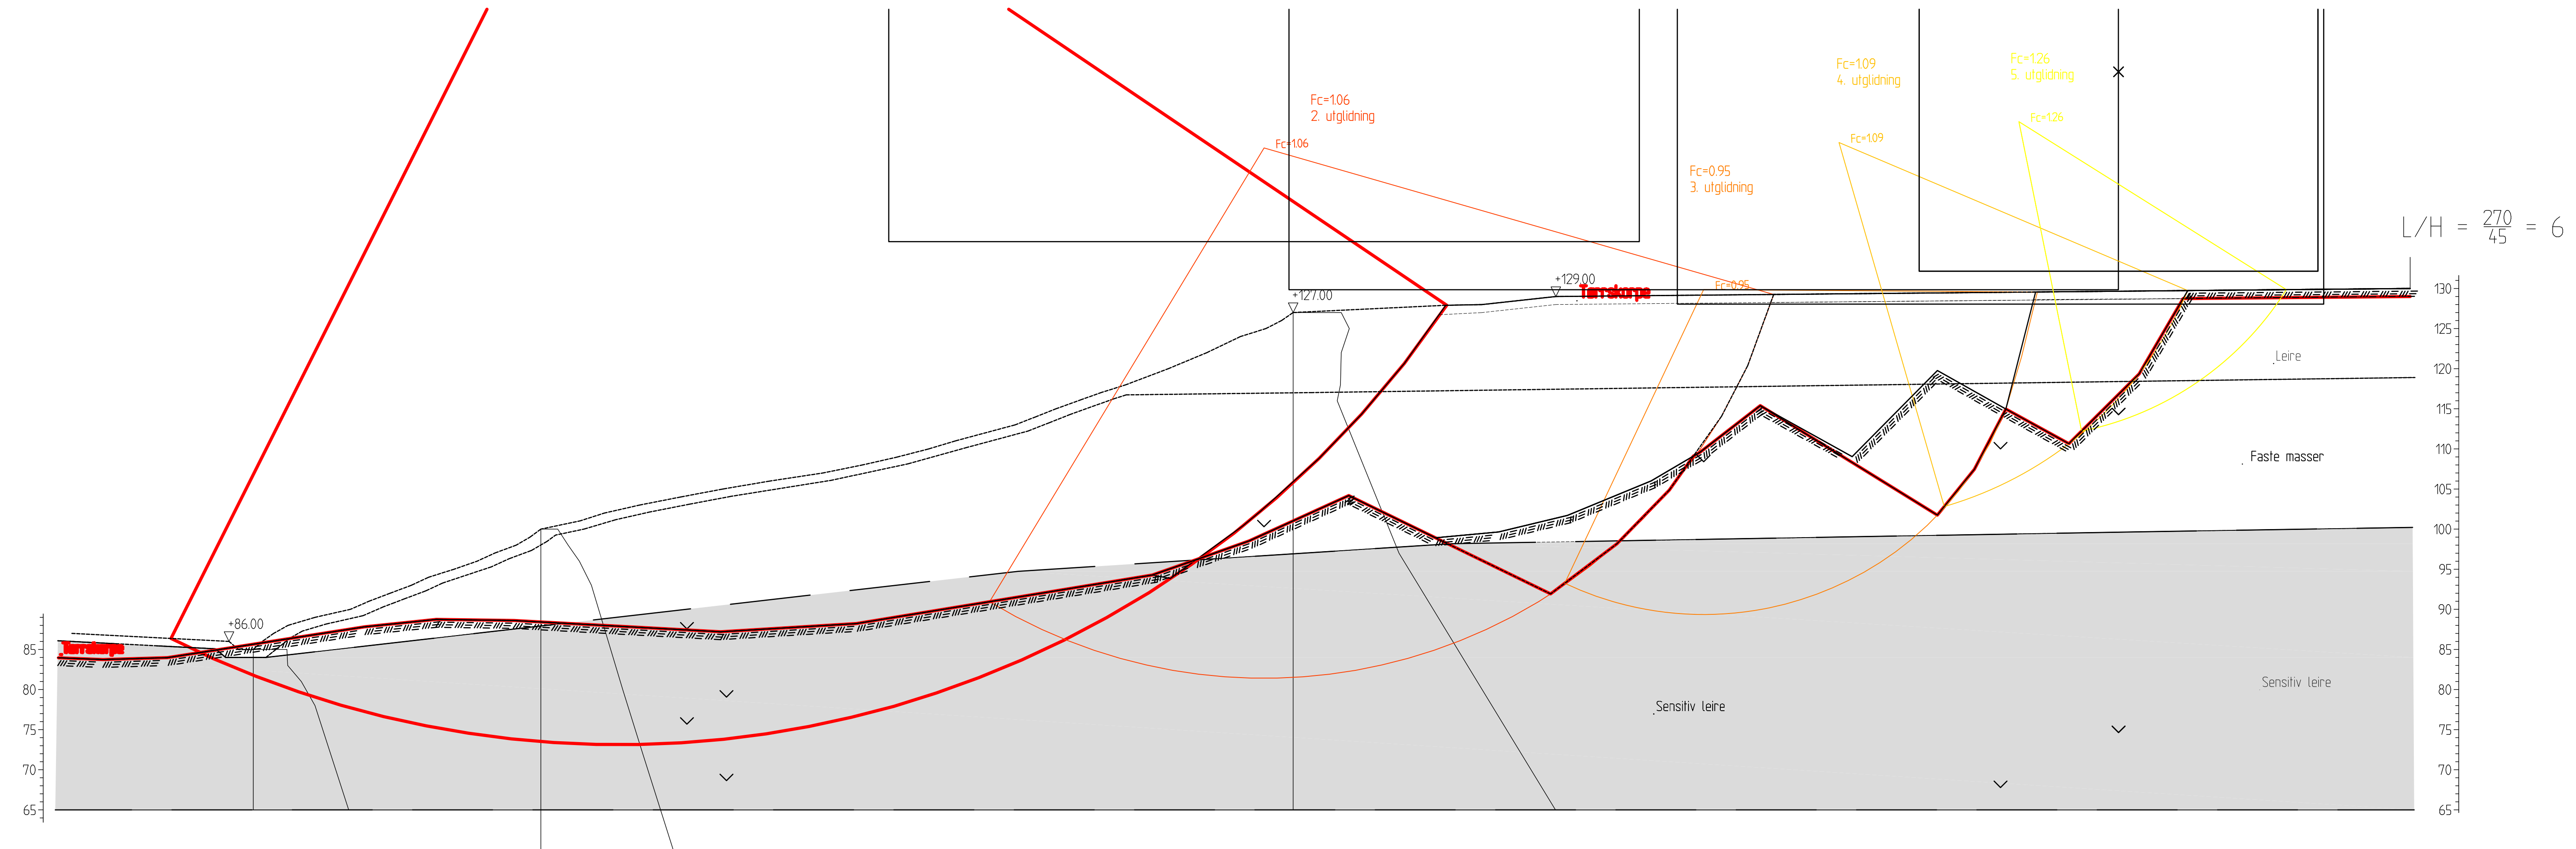 Fc=1.26
5. utglidning
Fc=1.09
4. utglidning
Fc=1.06
2. utglidning
Fc=1.26
Fc=1.09
Fc=1.06
Fc=0.95
3. utglidning
L/H = 270/45 = 6
+129.00
Fc=0.95
Tørrskorpe
+127.00
130
125
Leire
120
115
110
Faste masser
105
100
95
90
+86.00
Tørrskorpe
85
85
Sensitiv leire
80
80
Sensitiv leire
75
75
70
70
65
65